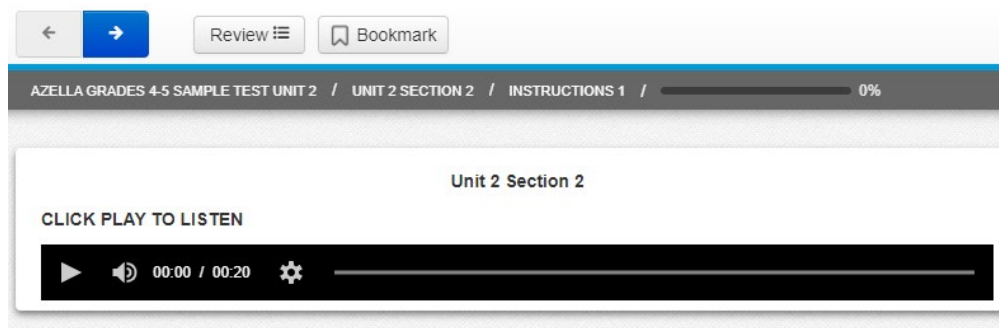 Review Bookmark
AZELLA GRADES 4-5 SAMPLE TEST UNIT 2 / UNIT 2 SECTION 2 / INSTRUCTIONS 1 / 0%
Unit 2 Section 2
CLICK PLAY TO LISTEN
00:00 / 00:20